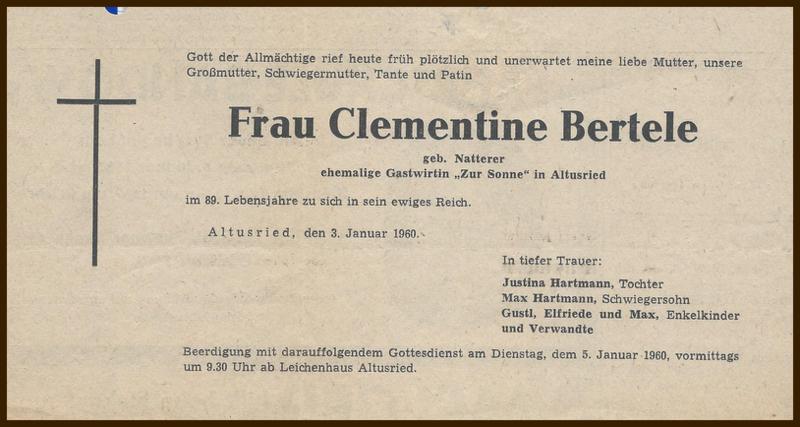 Gott der Allmächtige rief heute früh plötzlich und unerwartet meine liebe Mutter, unsere
Großmutter, Schwiegermutter, Tante und Patin
Frau Clementine Bertele
geb. Natterer
ehemalige Gastwirtin „Zur Sonne“ in Altusried
im 89. Lebensjahre zu sich in sein ewiges Reich.
Altusried, den 3. Januar 1960.
In tiefer Trauer:
Justina Hartmann, Tochter
Max Hartmann, Schwiegersohn
Gustl, Elfriede und Max, Enkelkinder
und Verwandte
Beerdigung mit darauffolgendem Gottesdienst am Dienstag, dem 5. Januar 1960, vormittags
um 9.30 Uhr ab Leichenhaus Altusried.